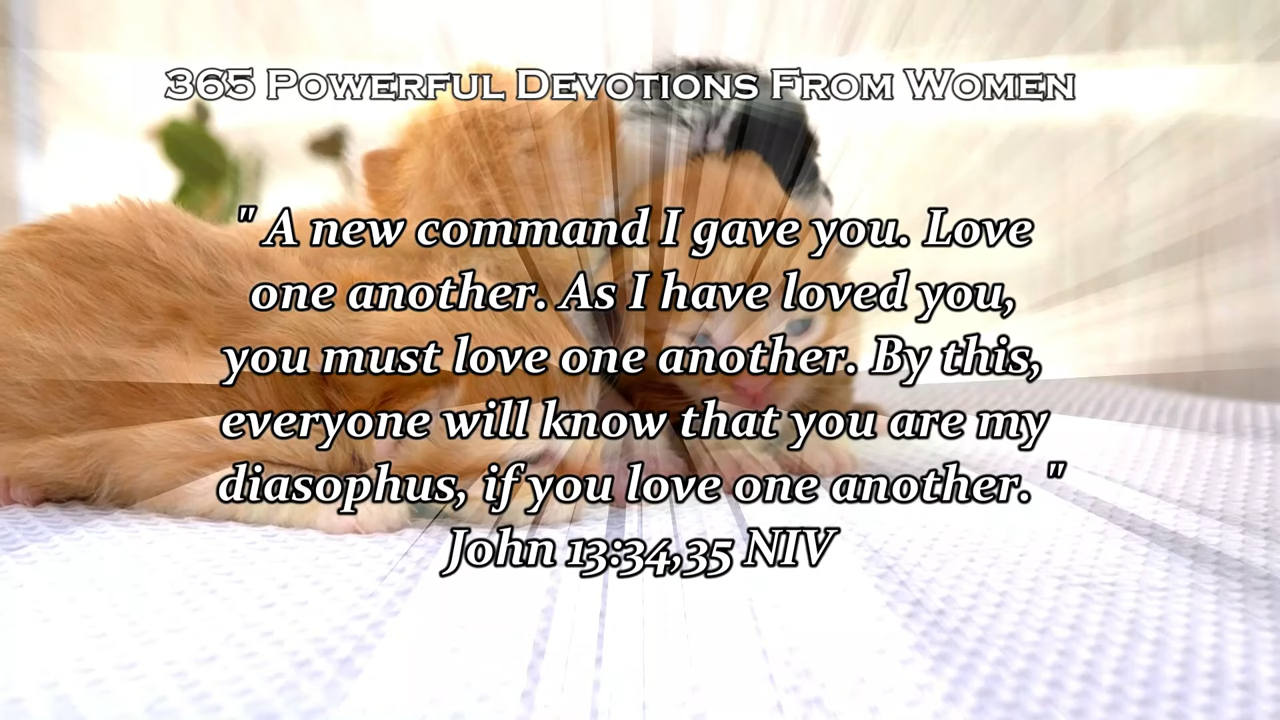 365 Powerful Devotions From Women
" A new command I gave you. Love
one another. As I have loved you,
you must love one another. By this,
everyone will know that you are my
diasophus, if you love one another. "
John 13:34,35 NIV